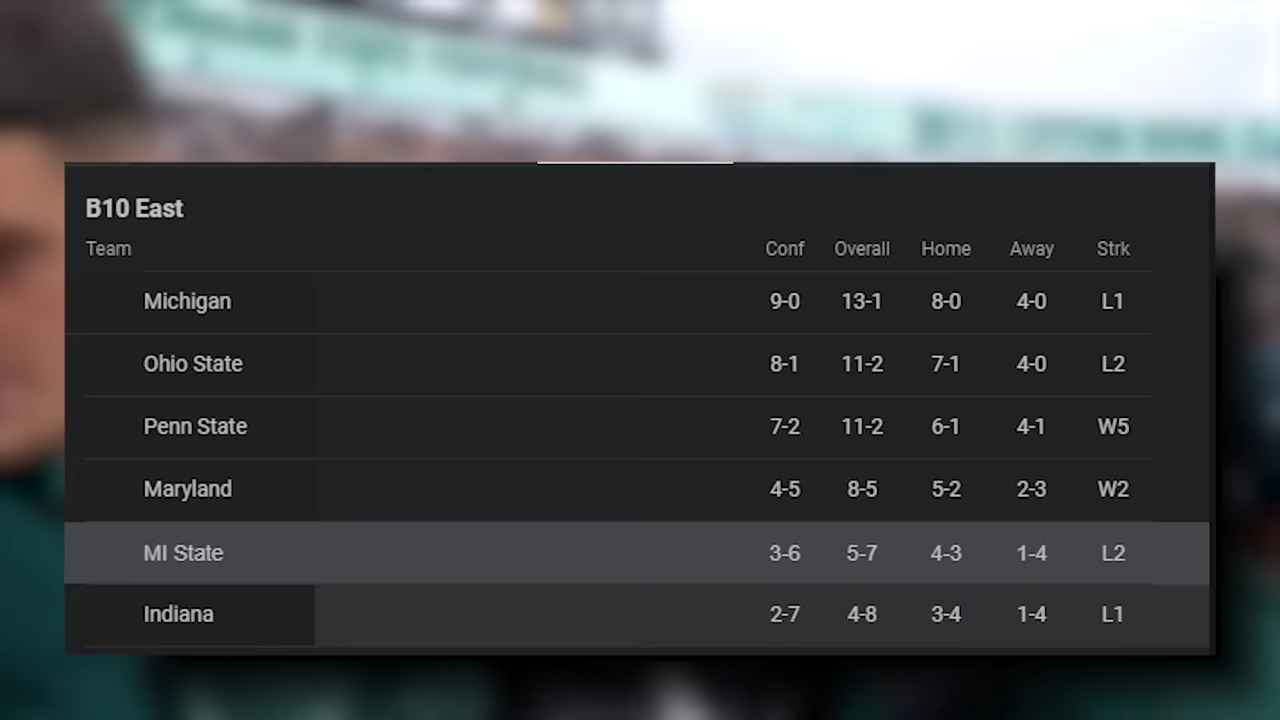 B10 East
Team Conf Overall Home Away Strk
Michigan 9-0 13-1 8-0 4-0 L1
Ohio State 8-1 11-2 7-1 4-0 L2
Penn State 7-2 11-2 6-1 4-1 W5
Maryland 4-5 8-5 5-2 2-3 W2
MI State 3-6 5-7 4-3 1-4 L2
Indiana 2-7 4-8 3-4 1-4 L1